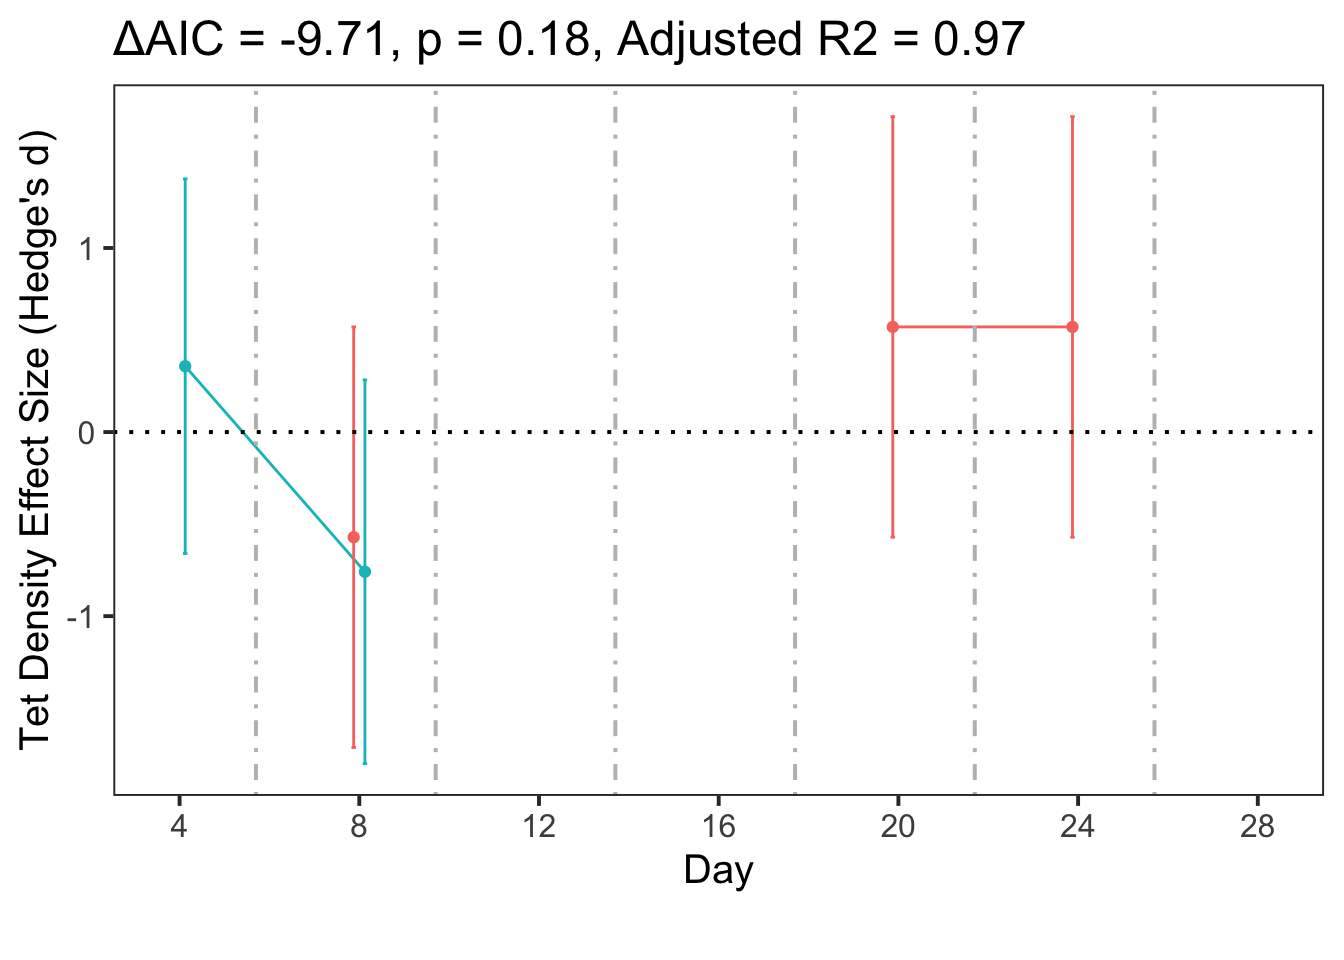 ΔAIC = -9.71, p = 0.18, Adjusted R2 = 0.97
Tet Density Effect Size (Hedge's d)
1
0
-1
4 8 12 16 20 24 28
Day